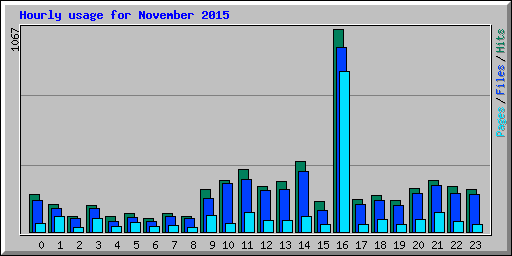 Hourly usage for November 2015
1067
Pages/Files/Hits
0 1 2 3 4 5 6 7 8 9 10 11 12 13 14 15 16 17 18 19 20 21 22 23